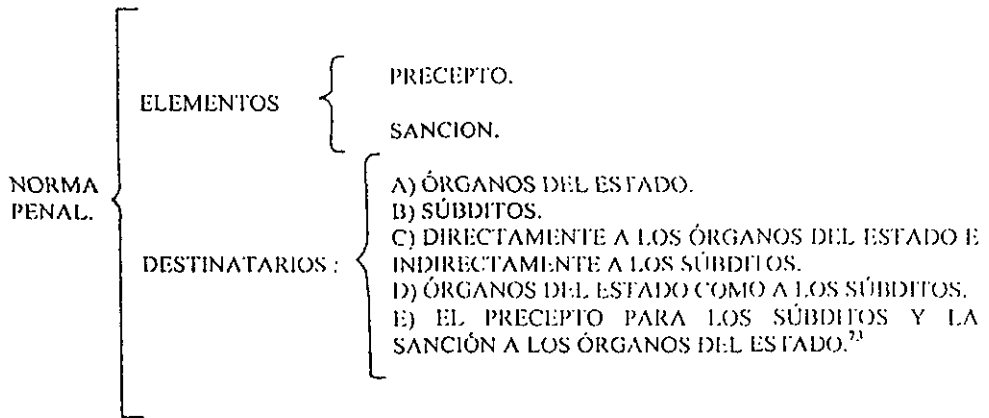 PRECEPTO.
ELEMENTOS
SANCION.
NORMA
PENAL.
A) ÓRGANOS DEL ESTADO.
B) SÚBDITOS.
C) DIRECTAMENTE A LOS ÓRGANOS DEL ESTADO E
INDIRECTAMENTE A LOS SÚBDITOS.
DESTINATARIOS :
D) ÓRGANOS DEL ESTADO COMO A LOS SÚBDITOS.
E) EL PRECEPTO PARA LOS SÚBDITOS Y LA
SANCIÓN A LOS ÓRGANOS DEL ESTADO.